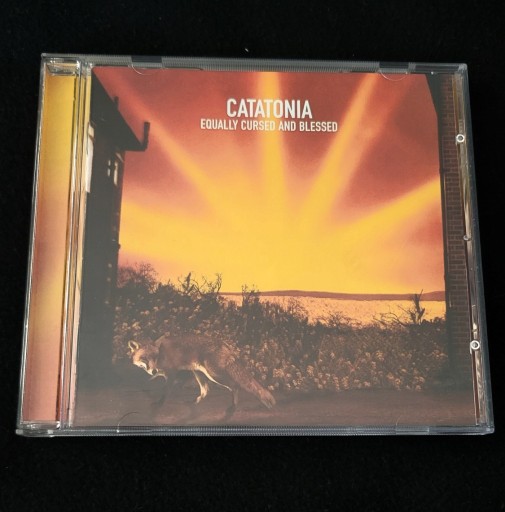 CATATONIA
EQUALLY CURSED AND BLESSED